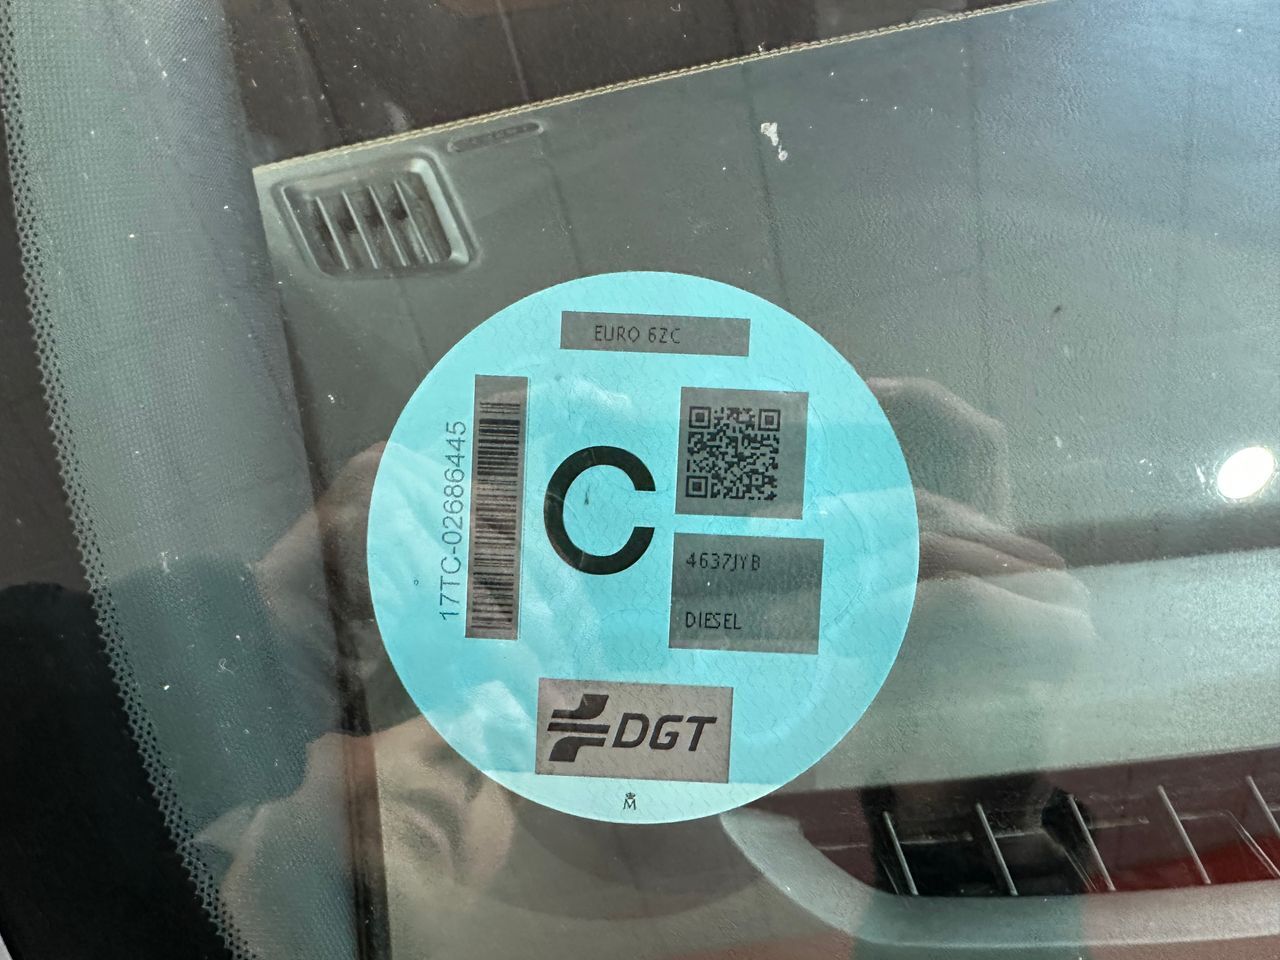 EURO 6ZC
17TC-02686445
C
4637JYB
DIESEL
DGT
M